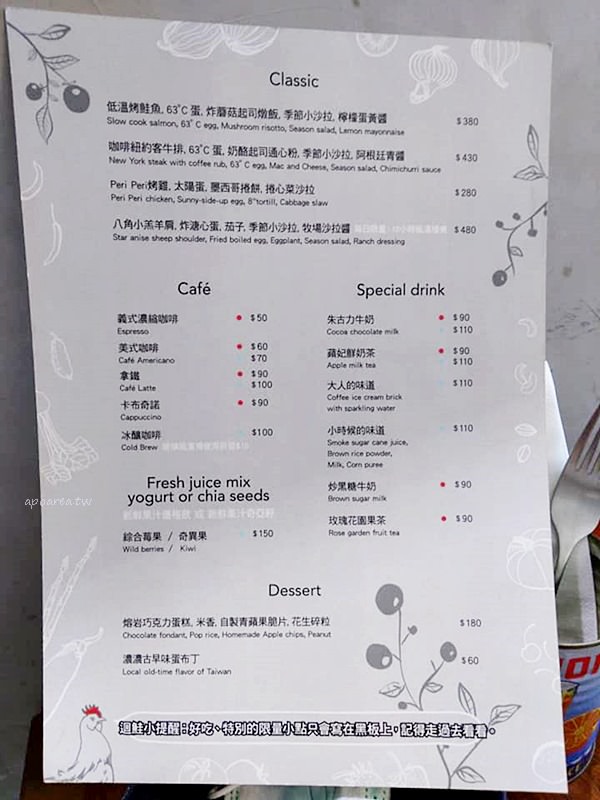 Classic
低溫烤鮭魚, 63˚C 蛋, 炸蘑菇起司燉飯, 季節小沙拉, 檸檬蛋黃醬 $380
Slow cook salmon, 63˚ C egg, Mushroom risotto, Season salad, Lemon mayonnaise
咖啡紐約客牛排, 63˚C 蛋, 奶酪起司通心粉, 季節小沙拉, 阿根廷青醬 $430
New York steak with coffee rub, 63˚ C egg, Mac and Cheese, Season salad, Chimichurri sauce
Peri Peri烤雞, 太陽蛋, 墨西哥捲餅, 捲心菜沙拉 $280
Peri Peri chicken, Sunny-side-up egg, 8"tortill, Cabbage slaw
八角小羔羊肩, 炸溏心蛋, 茄子, 季節小沙拉, 牧場沙拉醬 $480
Star anise sheep shoulder, Fried boiled egg, Eggplant, Season salad, Ranch dressing
Café
義式濃縮咖啡 $50
Espresso
美式咖啡 $60
Café Americano $70
拿鐵 $90
Café Latte $100
卡布奇諾 $90
Cappuccino
冰釀咖啡 $100
Cold Brew
Special drink
朱古力牛奶 $90
Cocoa chocolate milk $110
蘋妃鮮奶茶 $90
Apple milk tea $110
大人的味道 $110
Coffee ice cream brick
with sparkling water
小時候的味道 $110
Smoke sugar cane juice,
Brown rice powder,
Milk, Corn puree
炒黑糖牛奶 $90
Brown sugar milk
玫瑰花園果茶 $90
Rose garden fruit tea
Fresh juice mix
yogurt or chia seeds
新鮮果汁優格飲 或 新鮮果汁奇亞籽
綜合莓果 / 奇異果 $150
Wild berries / Kiwi
Dessert
熔岩巧克力蛋糕, 米香, 自製青蘋果脆片, 花生碎粒 $180
Chocolate fondant, Pop rice, Homemade Apple chips, Peanut
濃濃古早味蛋布丁 $60
Local old-time flavor of Taiwan
迴鮭小提醒：好吃、特別的限量小點只會寫在黑板上，記得走過去看看。
apoarea.tw